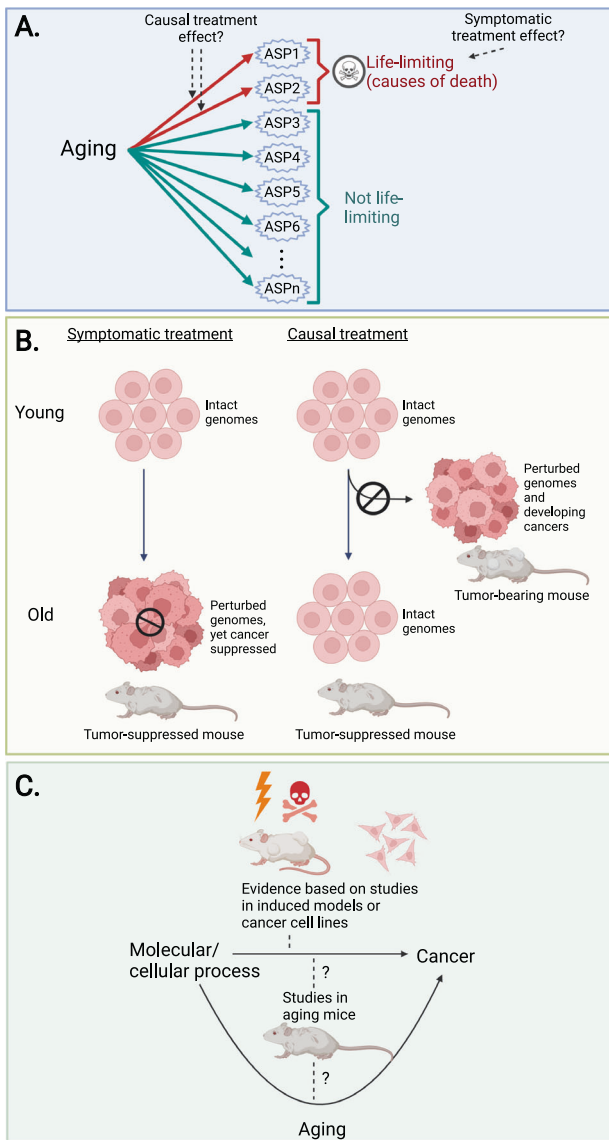 A.
Causal treatment
effect?
Symptomatic
treatment effect?
ASP1
ASP2
Life-limiting
(causes of death)
Aging
ASP3
ASP4
ASP5
ASP6
ASPn
Not life-
limiting
B.
Symptomatic treatment
Causal treatment
Young
Intact
genomes
Intact
genomes
Perturbed
genomes
and
developing
cancers
Tumor-bearing mouse
Old
Perturbed
genomes,
yet cancer
suppressed
Intact
genomes
Tumor-suppressed mouse
Tumor-suppressed mouse
C.
Evidence based on studies
in induced models or
cancer cell lines
Molecular/
cellular process
Cancer
?
Studies in
aging mice
?
Aging